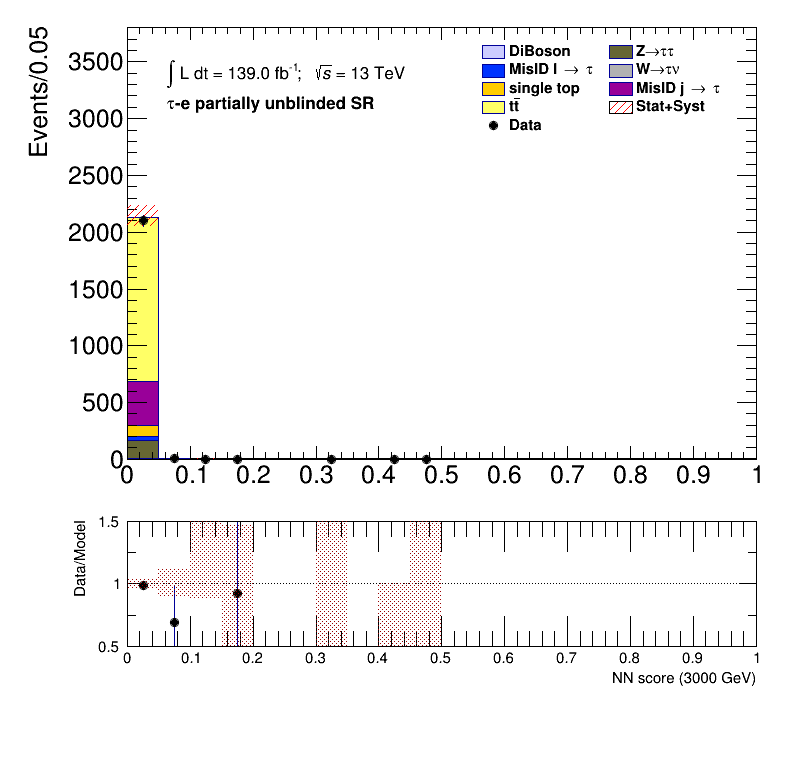 Events/0.05
3500
3000
2500
2000
1500
1000
500
0
∫ L dt = 139.0 fb⁻¹; √s = 13 TeV
τ-e partially unblinded SR
DiBoson
MisID l → τ
single top
tt̄
Data
Z→ττ
W→τν
MisID j → τ
Stat+Syst
0 0.1 0.2 0.3 0.4 0.5 0.6 0.7 0.8 0.9 1
Data/Model
1.5
1
0.5
0 0.1 0.2 0.3 0.4 0.5 0.6 0.7 0.8 0.9 1
NN score (3000 GeV)